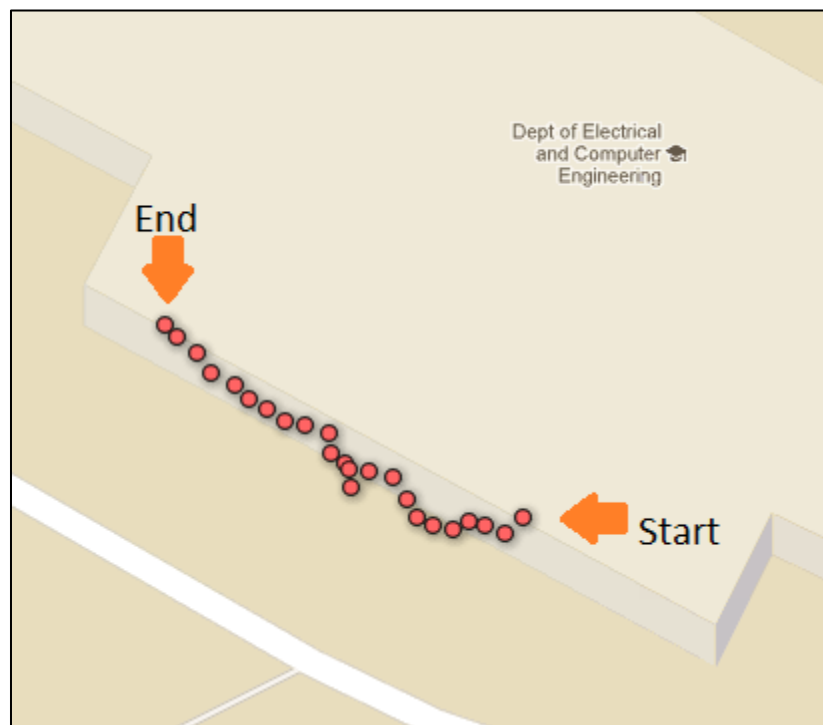 Dept of Electrical
and Computer
Engineering
End
Start